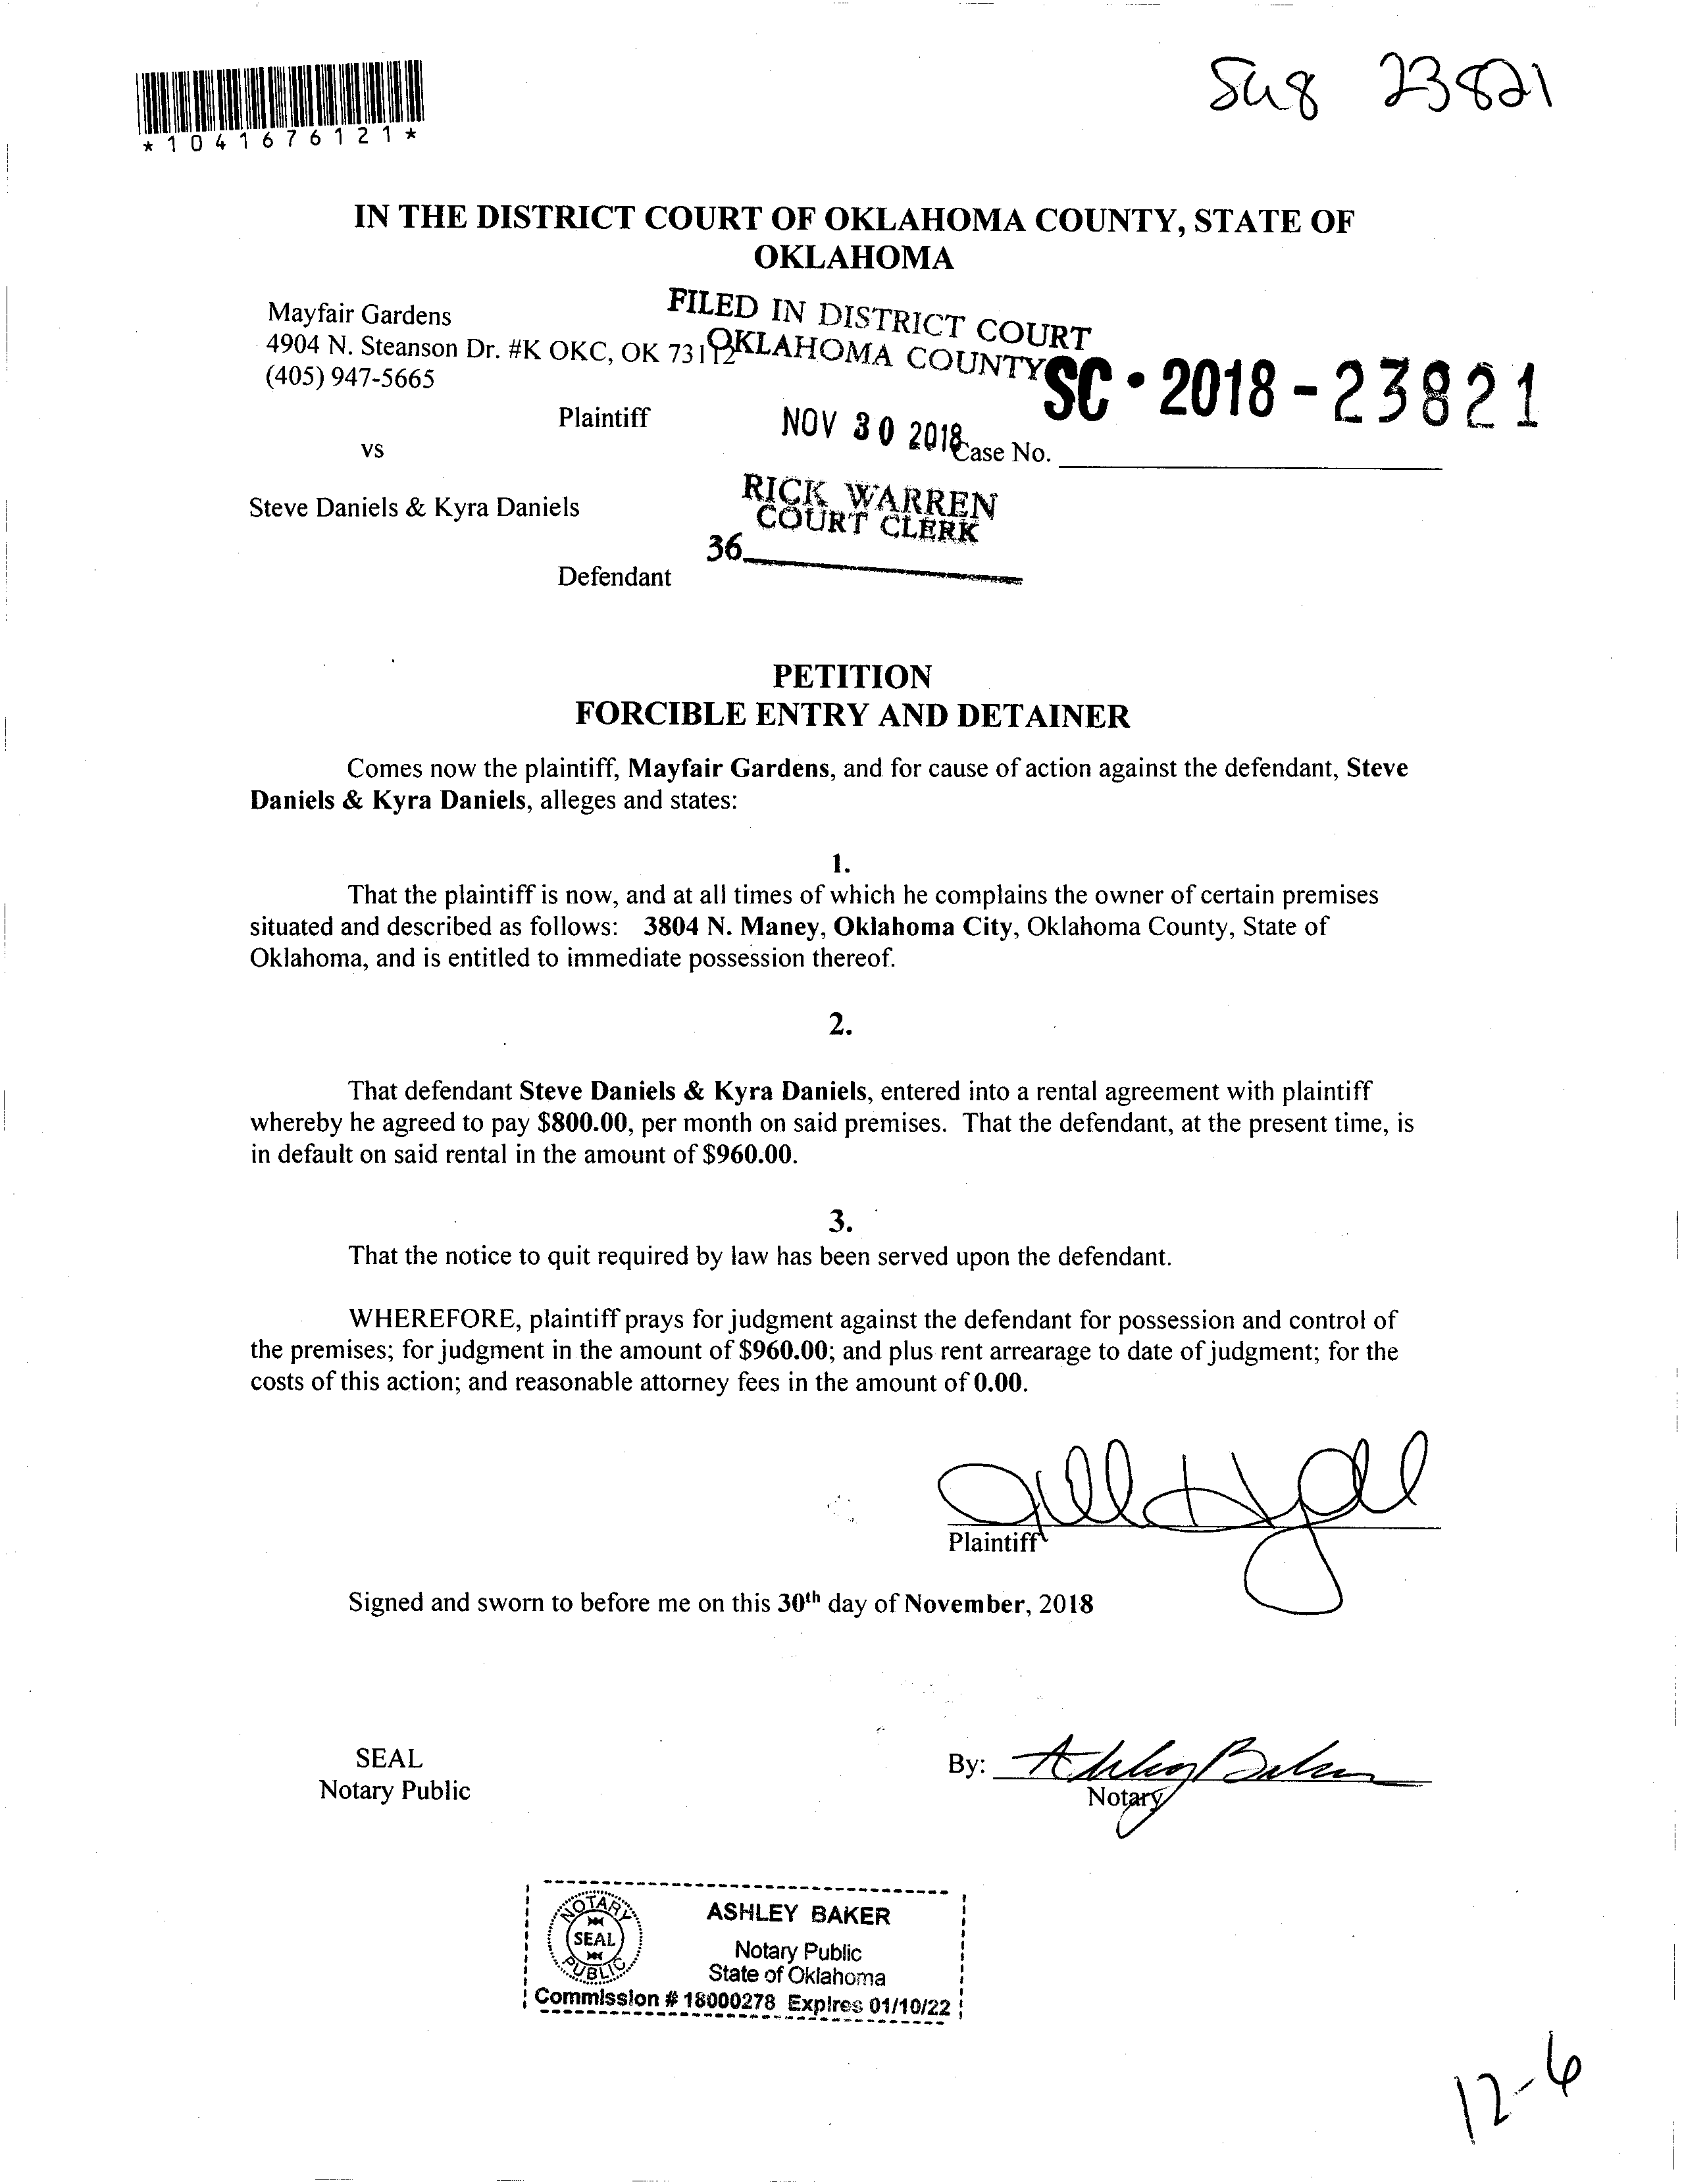 23821
*1041676121*
IN THE DISTRICT COURT OF OKLAHOMA COUNTY, STATE OF
OKLAHOMA
Mayfair Gardens
4904 N. Steanson Dr. #K OKC, OK 73112
(405) 947-5665
FILED IN DISTRICT COURT
OKLAHOMA COUNTY
SC • 2018 - 23821
Plaintiff
NOV 30 2018
Case No.
vs
Steve Daniels & Kyra Daniels
RICK WARREN
COURT CLERK
36
Defendant
PETITION
FORCIBLE ENTRY AND DETAINER
Comes now the plaintiff, Mayfair Gardens, and for cause of action against the defendant, Steve
Daniels & Kyra Daniels, alleges and states:
1.
That the plaintiff is now, and at all times of which he complains the owner of certain premises
situated and described as follows: 3804 N. Maney, Oklahoma City, Oklahoma County, State of
Oklahoma, and is entitled to immediate possession thereof.
2.
That defendant Steve Daniels & Kyra Daniels, entered into a rental agreement with plaintiff
whereby he agreed to pay $800.00, per month on said premises. That the defendant, at the present time, is
in default on said rental in the amount of $960.00.
3.
That the notice to quit required by law has been served upon the defendant.
WHEREFORE, plaintiff prays for judgment against the defendant for possession and control of
the premises; for judgment in the amount of $960.00; and plus rent arrearage to date of judgment; for the
costs of this action; and reasonable attorney fees in the amount of 0.00.
Plaintiff
Signed and sworn to before me on this 30th day of November, 2018
SEAL
Notary Public
By: Ashley Baker
Notary
NOTARY
SEAL
PUBLIC
ASHLEY BAKER
Notary Public
State of Oklahoma
Commission # 18000278 Expires 01/10/22
12-6